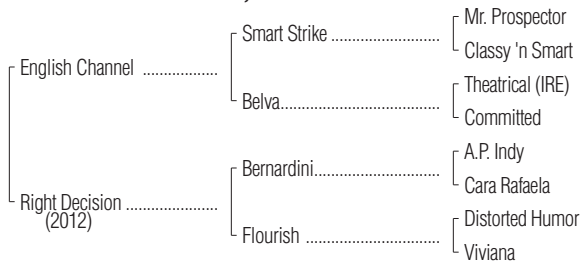 Mr. Prospector
Smart Strike ........................
Classy 'n Smart
English Channel ..................
Theatrical (IRE)
Belva...................................
Committed
A.P. Indy
Bernardini............................
Cara Rafaela
Right Decision ......................
(2012)
Distorted Humor
Flourish ..............................
Viviana